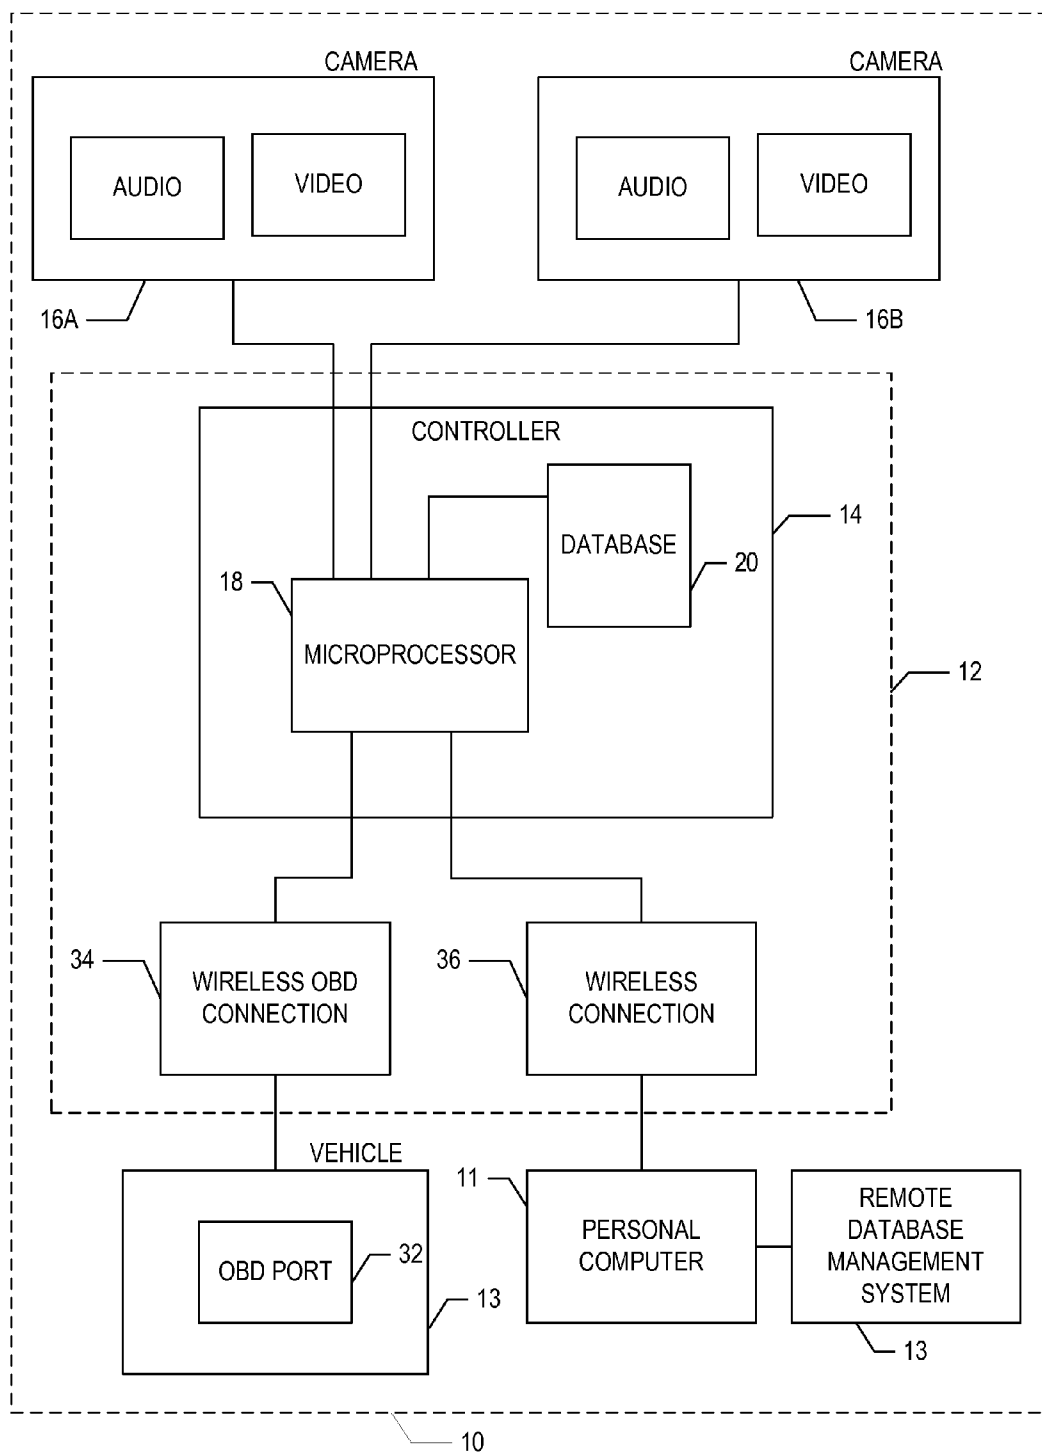 CAMERA
CAMERA
AUDIO
VIDEO
AUDIO
VIDEO
16A
16B
CONTROLLER
DATABASE
14
20
18
MICROPROCESSOR
12
34
WIRELESS OBD
CONNECTION
36
WIRELESS
CONNECTION
VEHICLE
OBD PORT
32
13
11
PERSONAL
COMPUTER
REMOTE
DATABASE
MANAGEMENT
SYSTEM
13
10